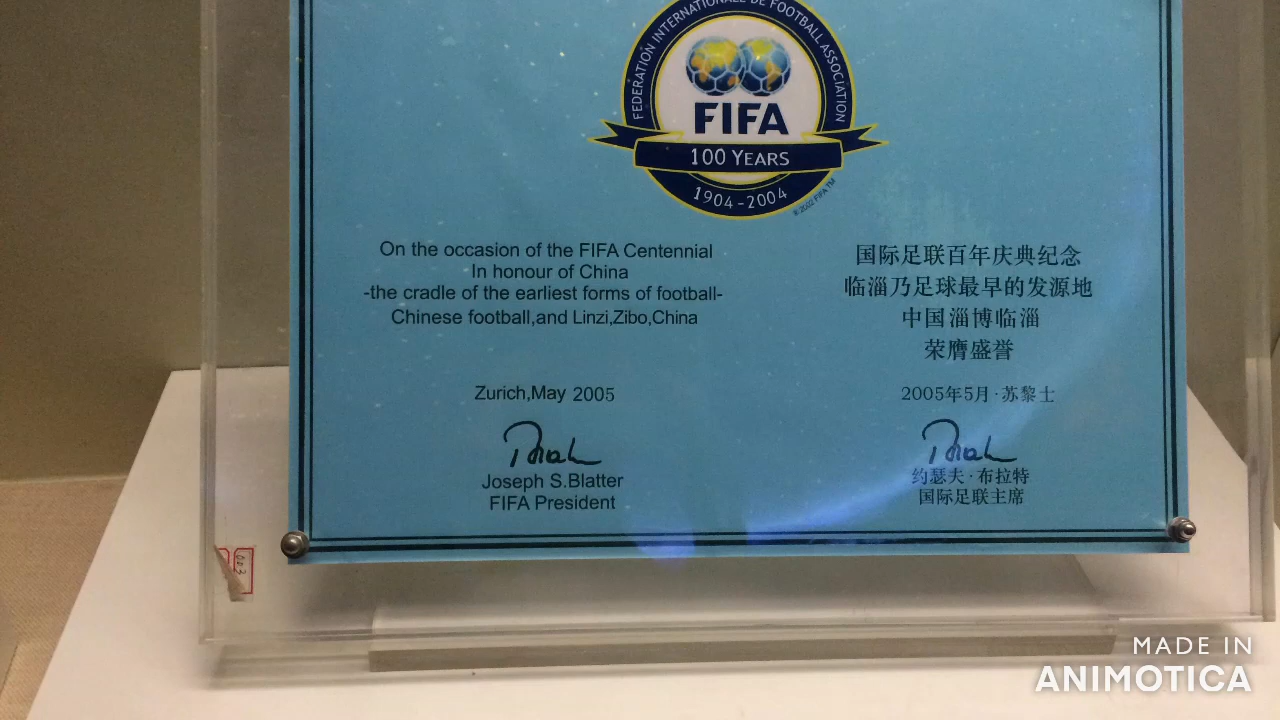 FEDERATION INTERNATIONALE DE FOOTBALL ASSOCIATION
FIFA
100 YEARS
1904-2004
© 2002 FIFA TM
On the occasion of the FIFA Centennial
In honour of China
-the cradle of the earliest forms of football-
Chinese football,and Linzi,Zibo,China
Zurich,May 2005
Joseph S.Blatter
FIFA President
国际足联百年庆典纪念
临淄乃足球最早的发源地
中国淄博临淄
荣膺盛誉
2005年5月·苏黎士
约瑟夫·布拉特
国际足联主席
003
MADE IN
ANIMOTICA